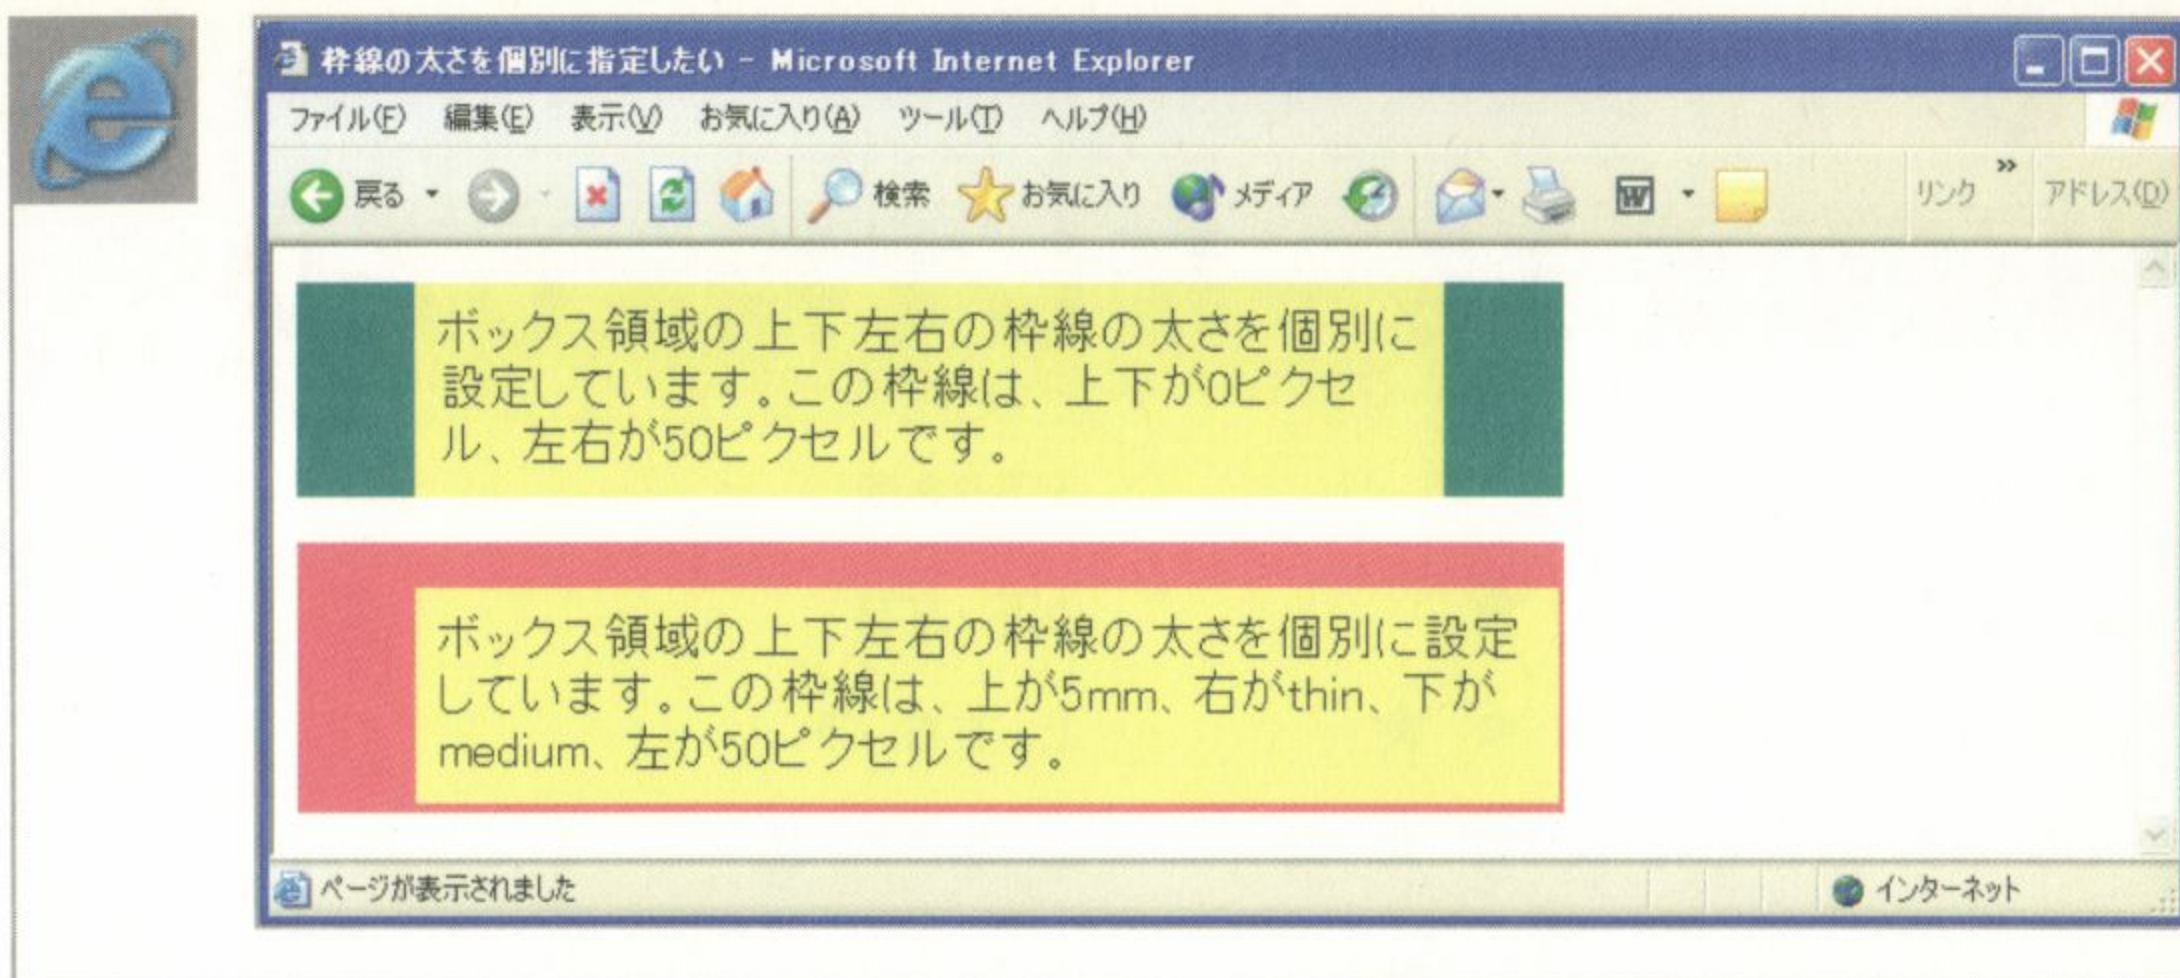 枠線の太さを個別に指定したい - Microsoft Internet Explorer
ファイル(F) 編集(E) 表示(V) お気に入り(A) ツール(T) ヘルプ(H)
戻る 検索 お気に入り メディア W リンク » アドレス(D)
ボックス領域の上下左右の枠線の太さを個別に
設定しています。この枠線は、上下が0ピクセ
ル、左右が50ピクセルです。
ボックス領域の上下左右の枠線の太さを個別に設定
しています。この枠線は、上が5mm、右がthin、下が
medium、左が50ピクセルです。
ページが表示されました インターネット